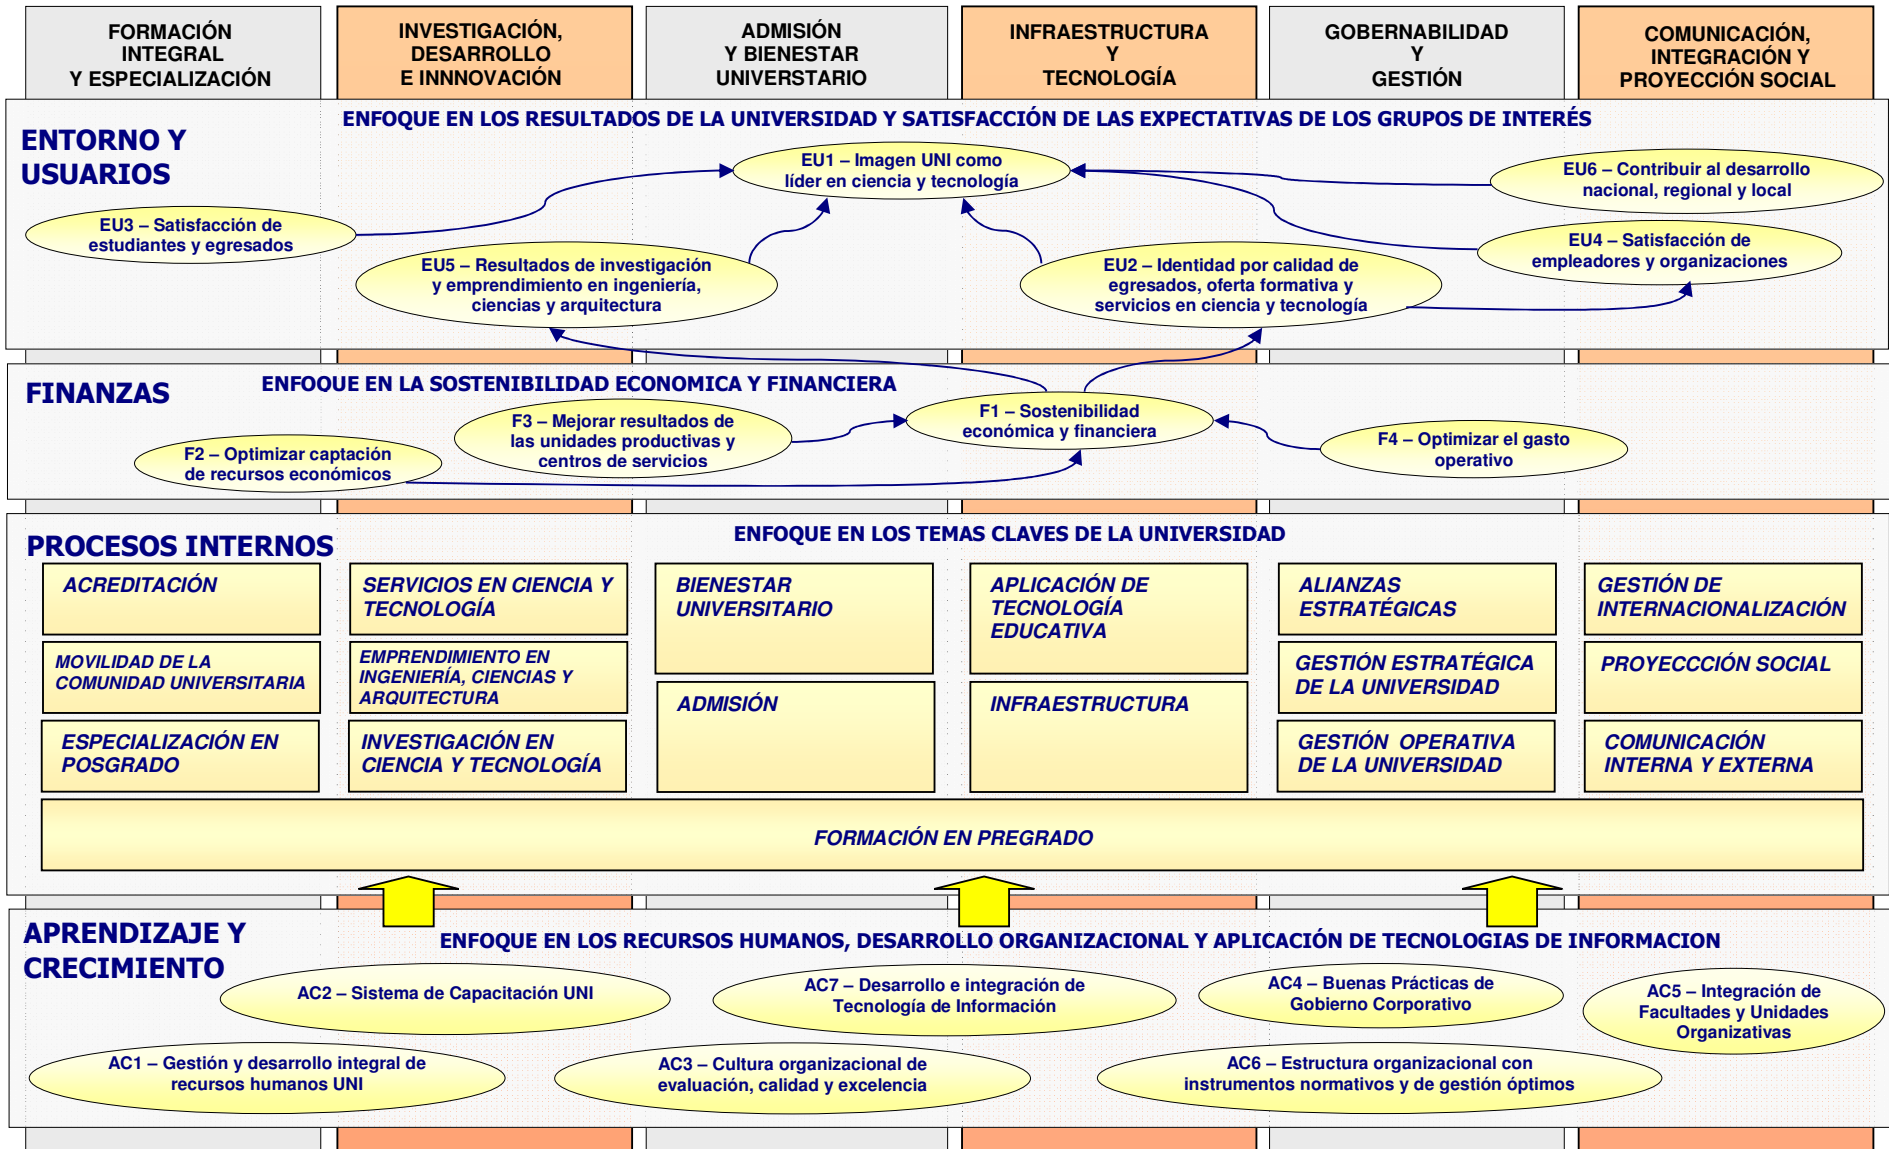 FORMACIÓN
INTEGRAL
Y ESPECIALIZACIÓN
INVESTIGACIÓN,
DESARROLLO
E INNNOVACIÓN
ADMISIÓN
Y BIENESTAR
UNIVERSTARIO
INFRAESTRUCTURA
Y
TECNOLOGÍA
GOBERNABILIDAD
Y
GESTIÓN
COMUNICACIÓN,
INTEGRACIÓN Y
PROYECCIÓN SOCIAL
ENFOQUE EN LOS RESULTADOS DE LA UNIVERSIDAD Y SATISFACCIÓN DE LAS EXPECTATIVAS DE LOS GRUPOS DE INTERÉS
ENTORNO Y
USUARIOS
EU1 – Imagen UNI como
líder en ciencia y tecnología
EU6 – Contribuir al desarrollo
nacional, regional y local
EU3 – Satisfacción de
estudiantes y egresados
EU4 – Satisfacción de
empleadores y organizaciones
EU5 – Resultados de investigación
y emprendimiento en ingeniería,
ciencias y arquitectura
EU2 – Identidad por calidad de
egresados, oferta formativa y
servicios en ciencia y tecnología
FINANZAS
ENFOQUE EN LA SOSTENIBILIDAD ECONOMICA Y FINANCIERA
F3 – Mejorar resultados de
las unidades productivas y
centros de servicios
F1 – Sostenibilidad
económica y financiera
F2 – Optimizar captación
de recursos económicos
F4 – Optimizar el gasto
operativo
PROCESOS INTERNOS
ENFOQUE EN LOS TEMAS CLAVES DE LA UNIVERSIDAD
ACREDITACIÓN
SERVICIOS EN CIENCIA Y
TECNOLOGÍA
BIENESTAR
UNIVERSITARIO
APLICACIÓN DE
TECNOLOGÍA
EDUCATIVA
ALIANZAS
ESTRATÉGICAS
GESTIÓN DE
INTERNACIONALIZACIÓN
MOVILIDAD DE LA
COMUNIDAD UNIVERSITARIA
EMPRENDIMIENTO EN
INGENIERÍA, CIENCIAS Y
ARQUITECTURA
GESTIÓN ESTRATÉGICA
DE LA UNIVERSIDAD
PROYECCCIÓN SOCIAL
ADMISIÓN
INFRAESTRUCTURA
ESPECIALIZACIÓN EN
POSGRADO
INVESTIGACIÓN EN
CIENCIA Y TECNOLOGÍA
GESTIÓN OPERATIVA
DE LA UNIVERSIDAD
COMUNICACIÓN
INTERNA Y EXTERNA
FORMACIÓN EN PREGRADO
APRENDIZAJE Y
CRECIMIENTO
ENFOQUE EN LOS RECURSOS HUMANOS, DESARROLLO ORGANIZACIONAL Y APLICACIÓN DE TECNOLOGIAS DE INFORMACION
AC2 – Sistema de Capacitación UNI
AC7 – Desarrollo e integración de
Tecnología de Información
AC4 – Buenas Prácticas de
Gobierno Corporativo
AC5 – Integración de
Facultades y Unidades
Organizativas
AC1 – Gestión y desarrollo integral de
recursos humanos UNI
AC3 – Cultura organizacional de
evaluación, calidad y excelencia
AC6 – Estructura organizacional con
instrumentos normativos y de gestión óptimos